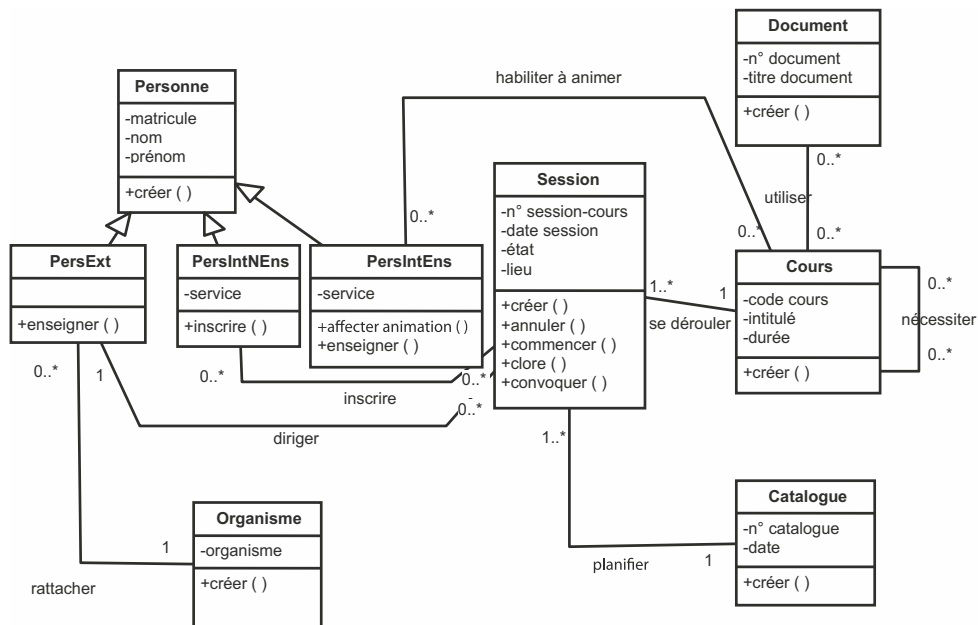 Document
-n° document
-titre document
+créer ( )
habiliter à animer
Personne
-matricule
-nom
-prénom
+créer ( )
0..*
utiliser
0..*
Session
-n° session-cours
-date session
-état
-lieu
+créer ( )
+annuler ( )
+commencer ( )
+clore ( )
+convoquer ( )
0..*
0..*
PersExt
+enseigner ( )
PersIntNEns
-service
+inscrire ( )
PersIntEns
-service
+affecter animation ( )
+enseigner ( )
Cours
-code cours
-intitulé
-durée
+créer ( )
1..*
1
se dérouler
0..*
nécessiter
0..*
0..*
1
0..*
inscrire
0..*
0..*
diriger
1..*
Organisme
-organisme
+créer ( )
1
rattacher
Catalogue
-n° catalogue
-date
+créer ( )
planifier
1